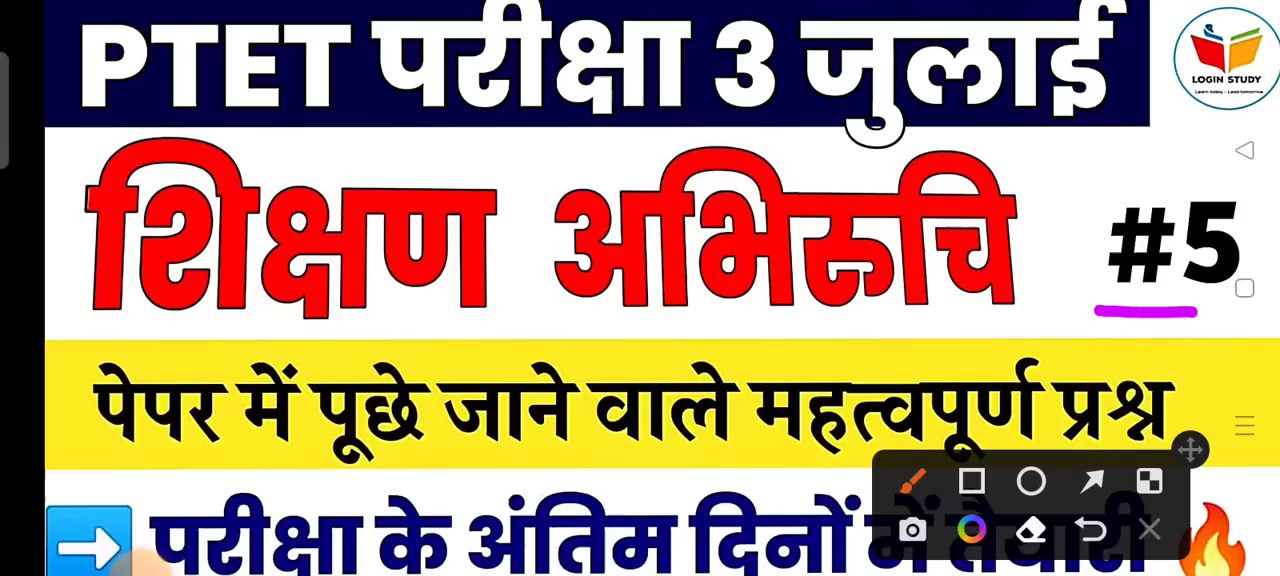 PTET परीक्षा 3 जुलाई
LOGIN STUDY
शिक्षण अभिरुचि #5
पेपर में पूछे जाने वाले महत्वपूर्ण प्रश्न
परीक्षा के अंतिम दिनों में तैयारी